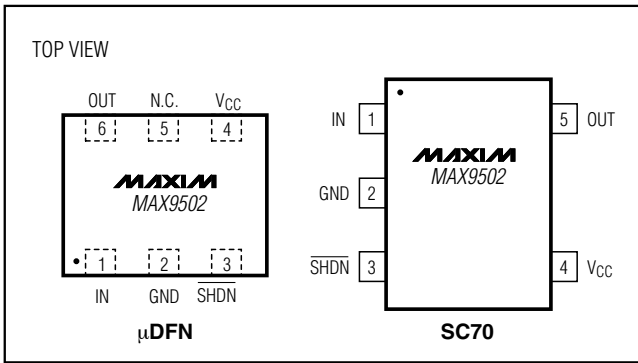 TOP VIEW
OUT N.C. VCC
6 5 4
MAXIM
MAX9502
1 2 3
IN GND SHDN
µDFN
IN 1
GND 2
SHDN 3
5 OUT
4 VCC
MAXIM
MAX9502
SC70